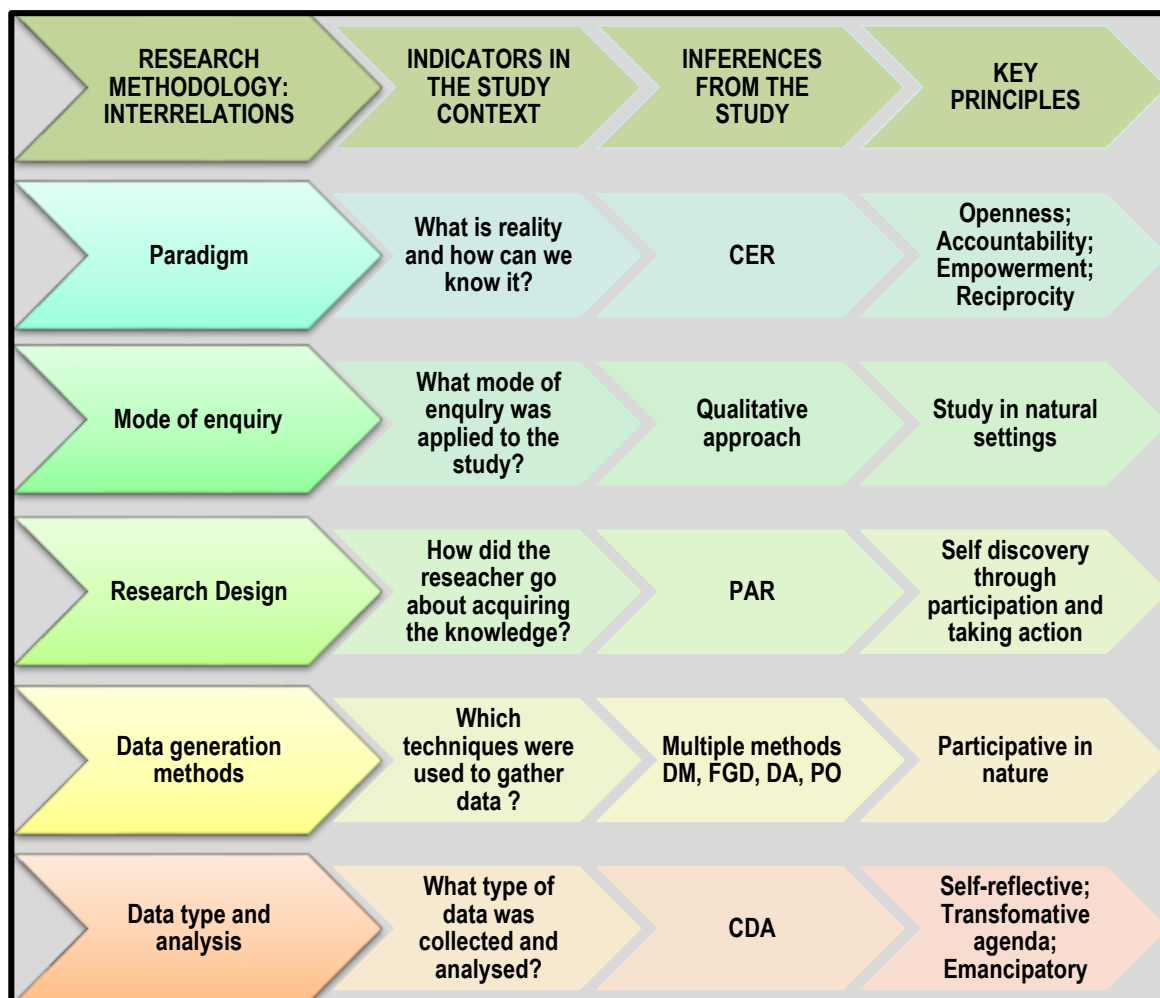 RESEARCH
METHODOLOGY:
INTERRELATIONS
INDICATORS IN
THE STUDY
CONTEXT
INFERENCES
FROM THE
STUDY
KEY
PRINCIPLES
Paradigm
What is reality
and how can we
know it?
CER
Openness;
Accountability;
Empowerment;
Reciprocity
Mode of enquiry
What mode of
enquIry was
applied to the
study?
Qualitative
approach
Study in natural
settings
Research Design
How did the
reseacher go
about acquiring
the knowledge?
PAR
Self discovery
through
participation and
taking action
Data generation
methods
Which
techniques were
used to gather
data ?
Multiple methods
DM, FGD, DA, PO
Participative in
nature
Data type and
analysis
What type of
data was
collected and
analysed?
CDA
Self-reflective;
Transfomative
agenda;
Emancipatory